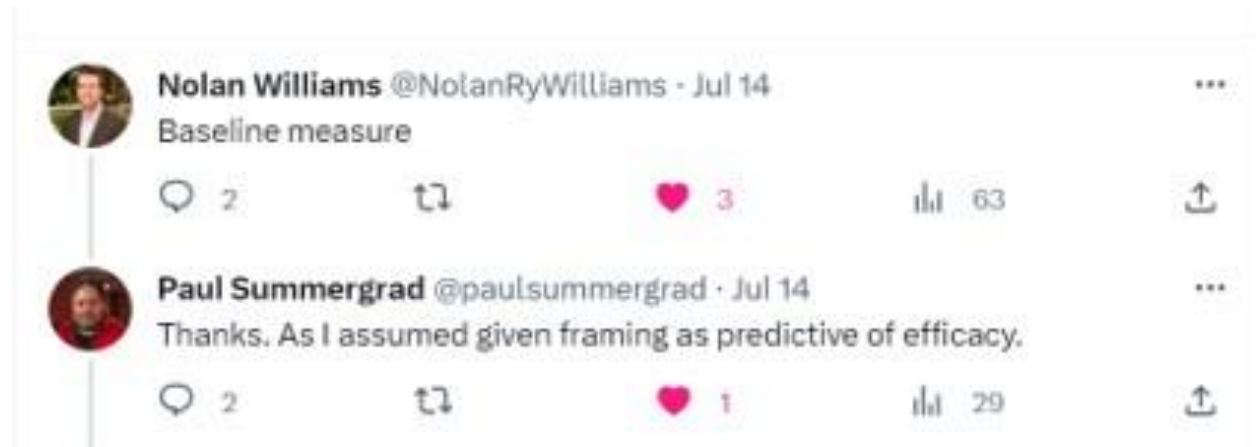 Nolan Williams @NolanRyWilliams · Jul 14
Baseline measure
2 3 63
Paul Summergrad @paulsummergrad · Jul 14
Thanks. As I assumed given framing as predictive of efficacy.
2 1 29